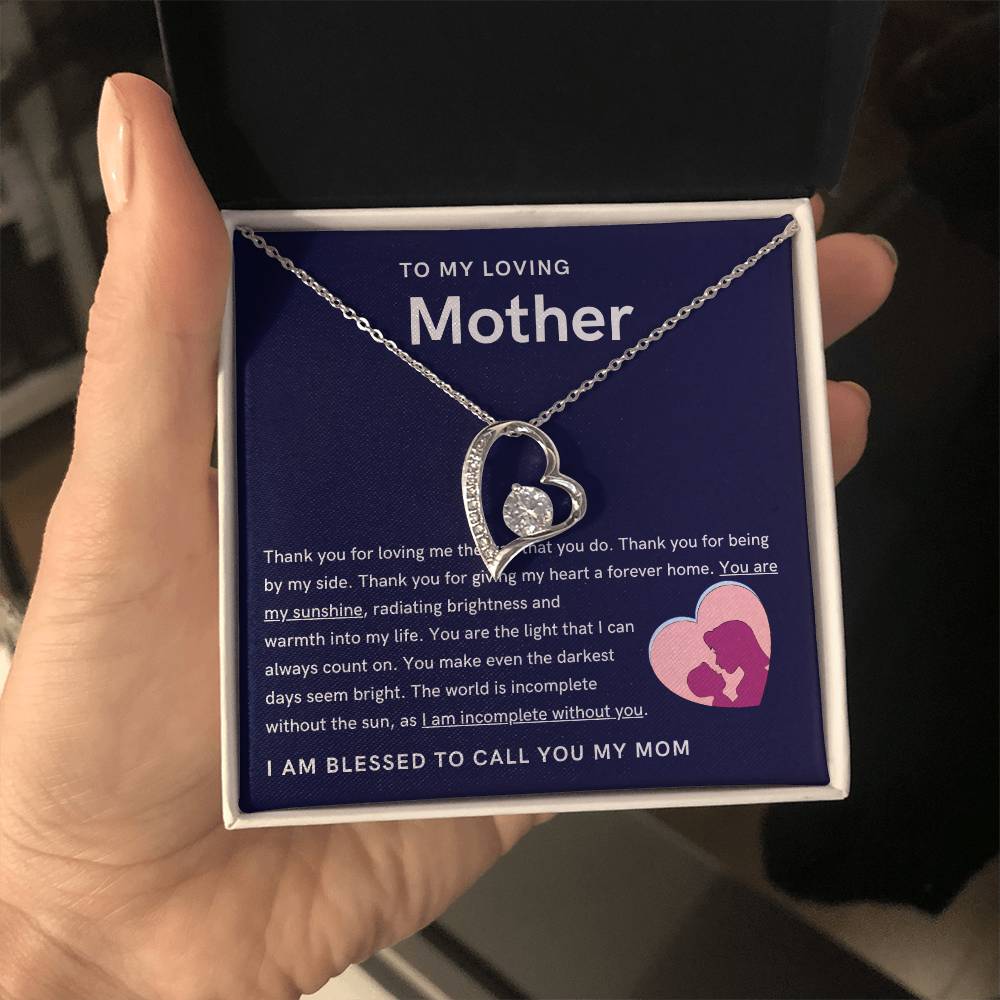 TO MY LOVING
Mother
Thank you for loving me the that you do. Thank you for being
by my side. Thank you for giving my heart a forever home. You are
my sunshine, radiating brightness and
warmth into my life. You are the light that I can
always count on. You make even the darkest
days seem bright. The world is incomplete
without the sun, as I am incomplete without you.
I AM BLESSED TO CALL YOU MY MOM